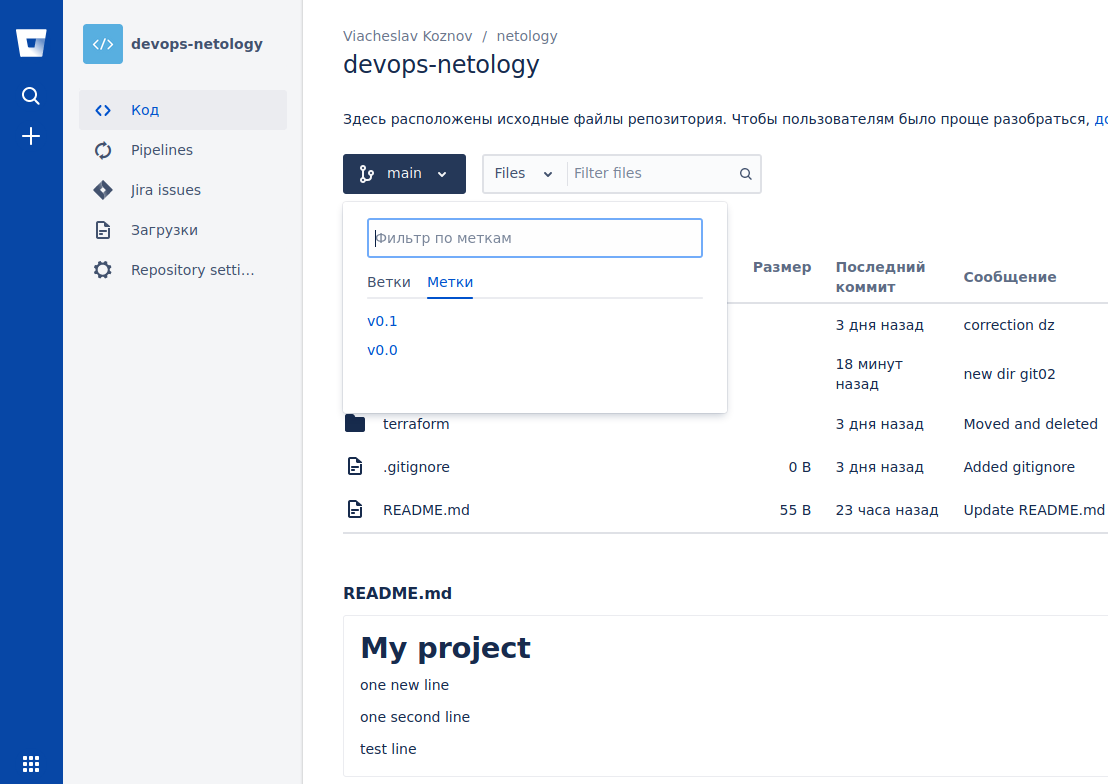 devops-netology
Код
Pipelines
Jira issues
Загрузки
Repository setti...
Viacheslav Koznov / netology
devops-netology
Здесь расположены исходные файлы репозитория. Чтобы пользователям было проще разобраться,
main
Files
Filter files
Фильтр по меткам
Ветки Метки
v0.1
v0.0
Размер
Последний
коммит
Сообщение
3 дня назад correction dz
18 минут
назад
new dir git02
terraform 3 дня назад Moved and deleted
.gitignore 0 B 3 дня назад Added gitignore
README.md 55 B 23 часа назад Update README.md
README.md
My project
one new line
one second line
test line